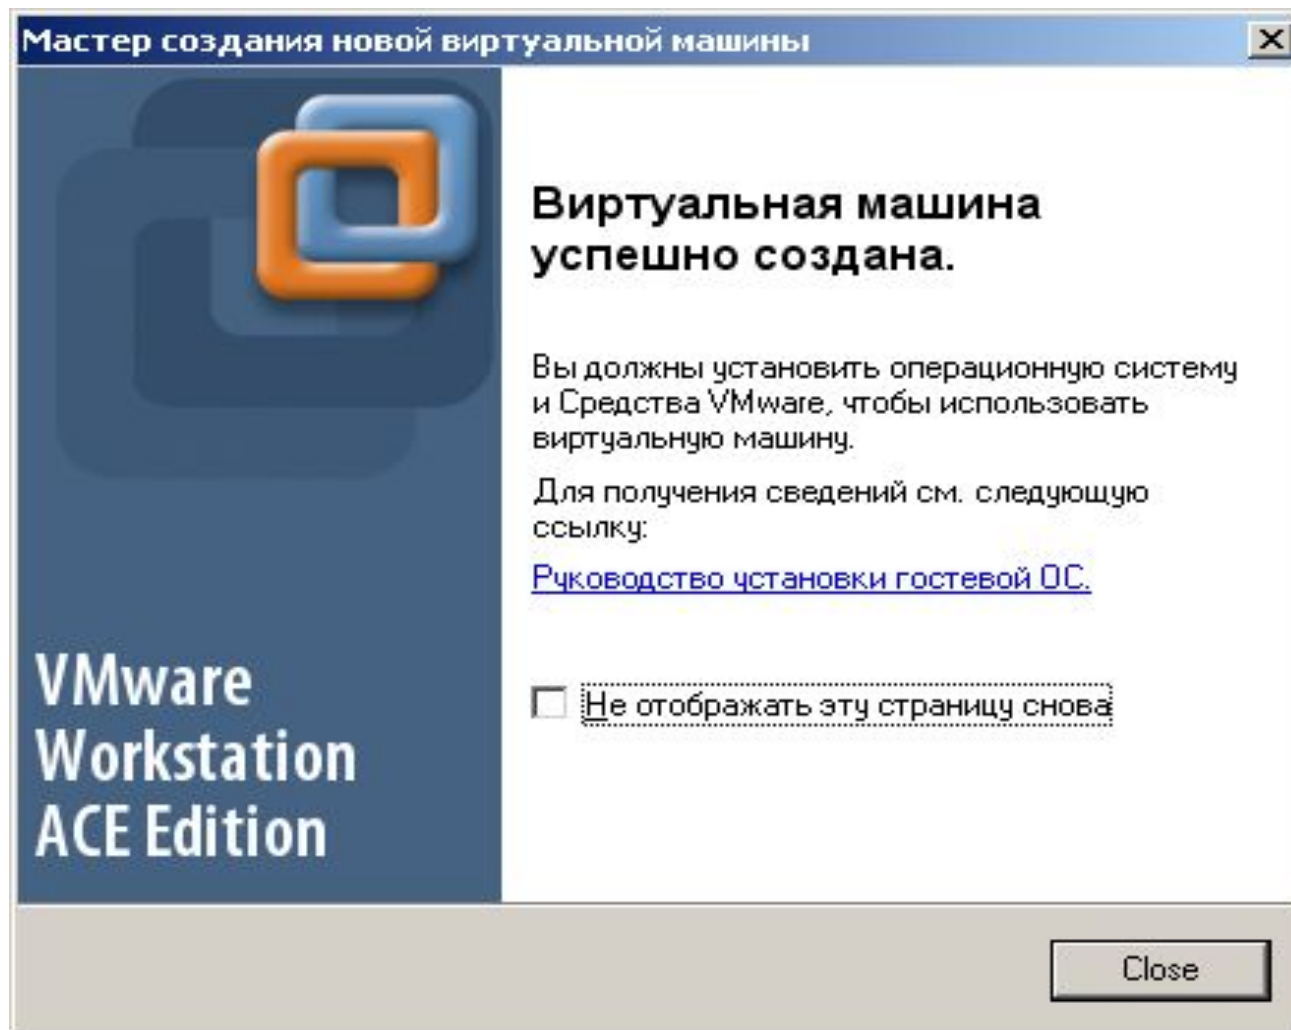 Мастер создания новой виртуальной машины
Виртуальная машина
успешно создана.
Вы должны установить операционную систему
и Средства VMware, чтобы использовать
виртуальную машину.
Для получения сведений см. следующую
ссылку:
Руководство установки гостевой ОС.
Не отображать эту страницу снова
VMware
Workstation
ACE Edition
Close